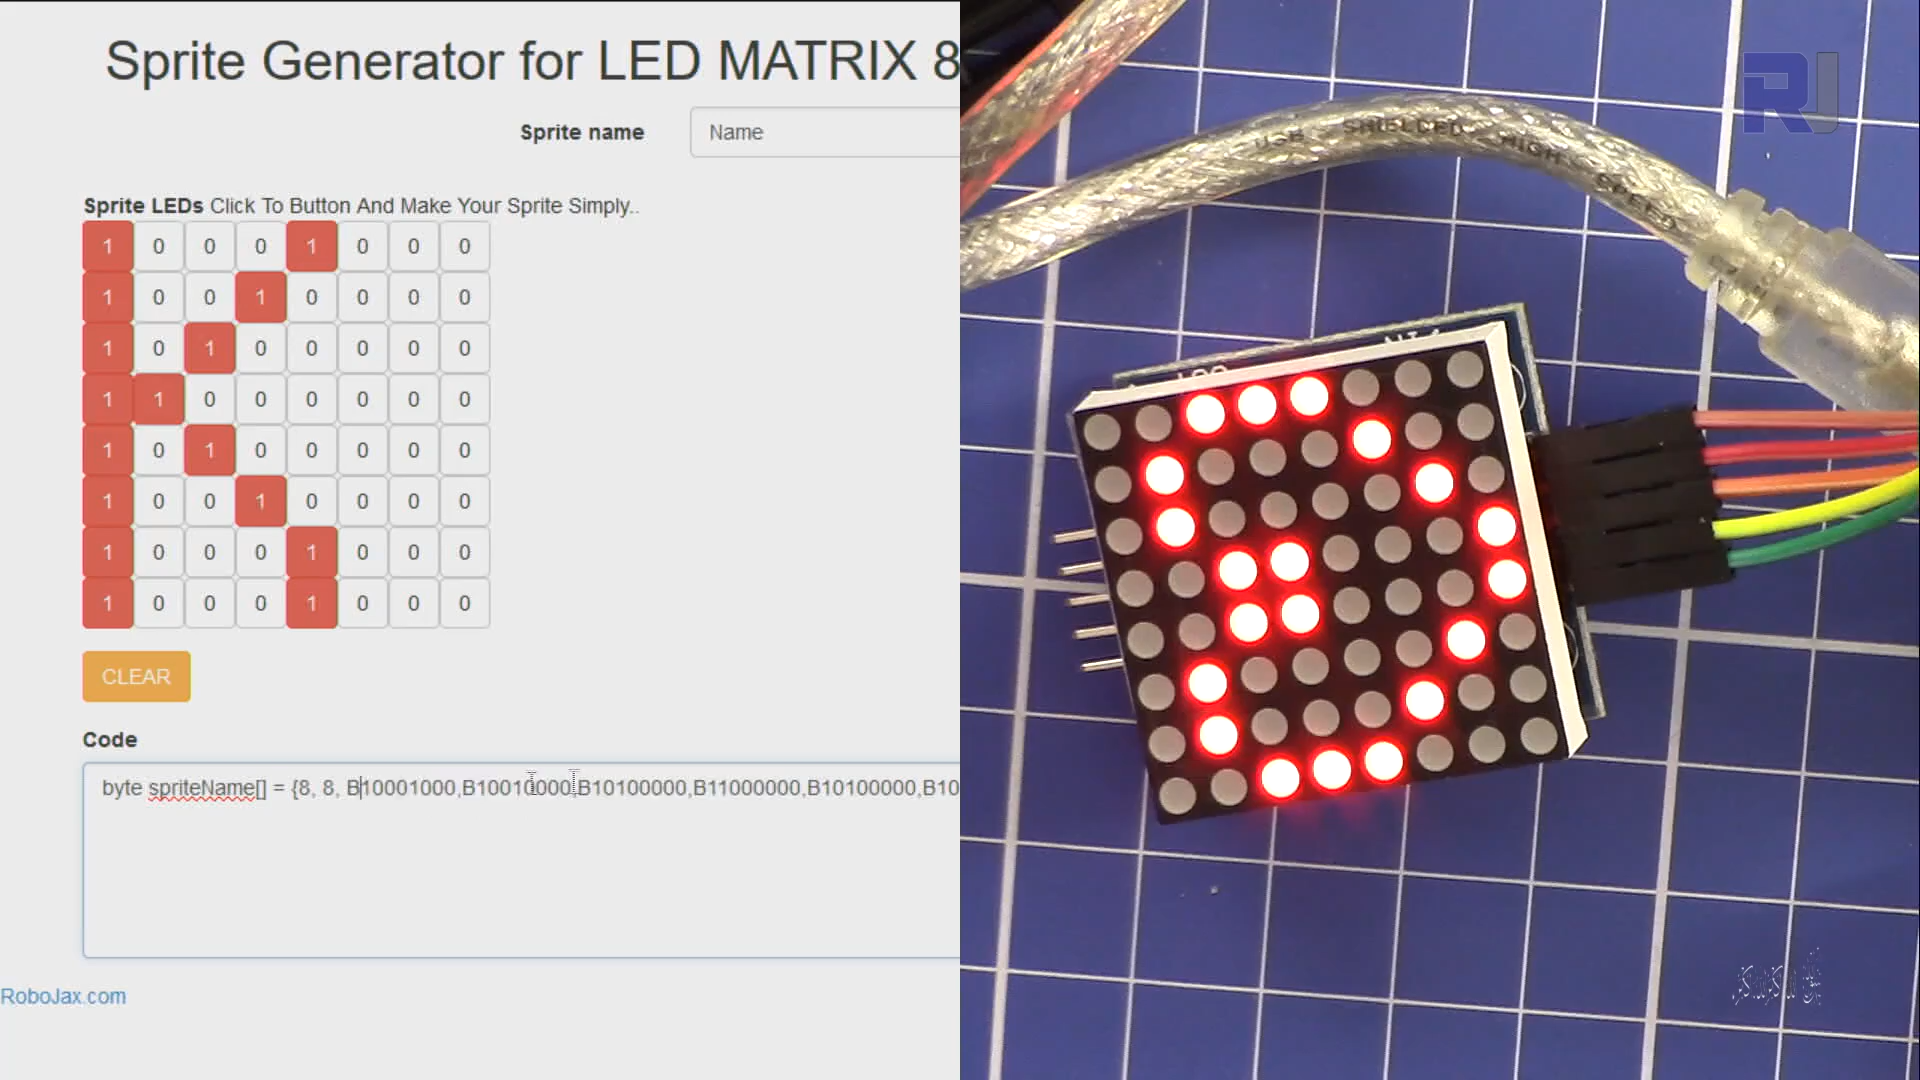 Sprite Generator for LED MATRIX 8
Sprite name
Name
Sprite LEDs Click To Button And Make Your Sprite Simply..
1 0 0 0 1 0 0 0
1 0 0 1 0 0 0 0
1 0 1 0 0 0 0 0
1 1 0 0 0 0 0 0
1 0 1 0 0 0 0 0
1 0 0 1 0 0 0 0
1 0 0 0 1 0 0 0
1 0 0 0 1 0 0 0
CLEAR
Code
byte spriteName[] = {8, 8, B10001000,B10010000,B10100000,B11000000,B10100000,B10
RoboJax.com
RJ
USB SHIELDED HIGH SPEED